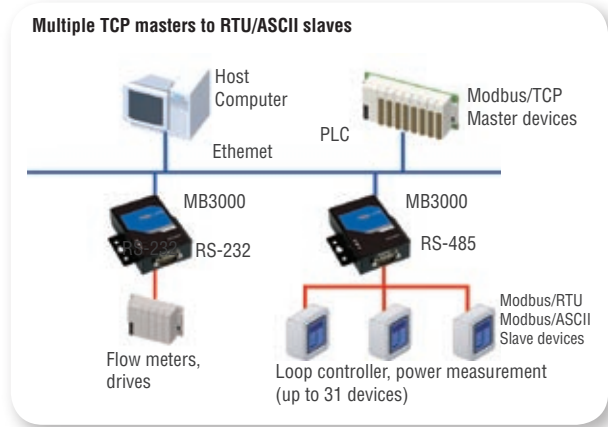 Multiple TCP masters to RTU/ASCII slaves
Host
Computer
Modbus/TCP
Master devices
PLC
Ethemet
MB3000
MB3000
RS-232
RS-232
RS-485
Modbus/RTU
Modbus/ASCII
Slave devices
Flow meters,
drives
Loop controller, power measurement
(up to 31 devices)